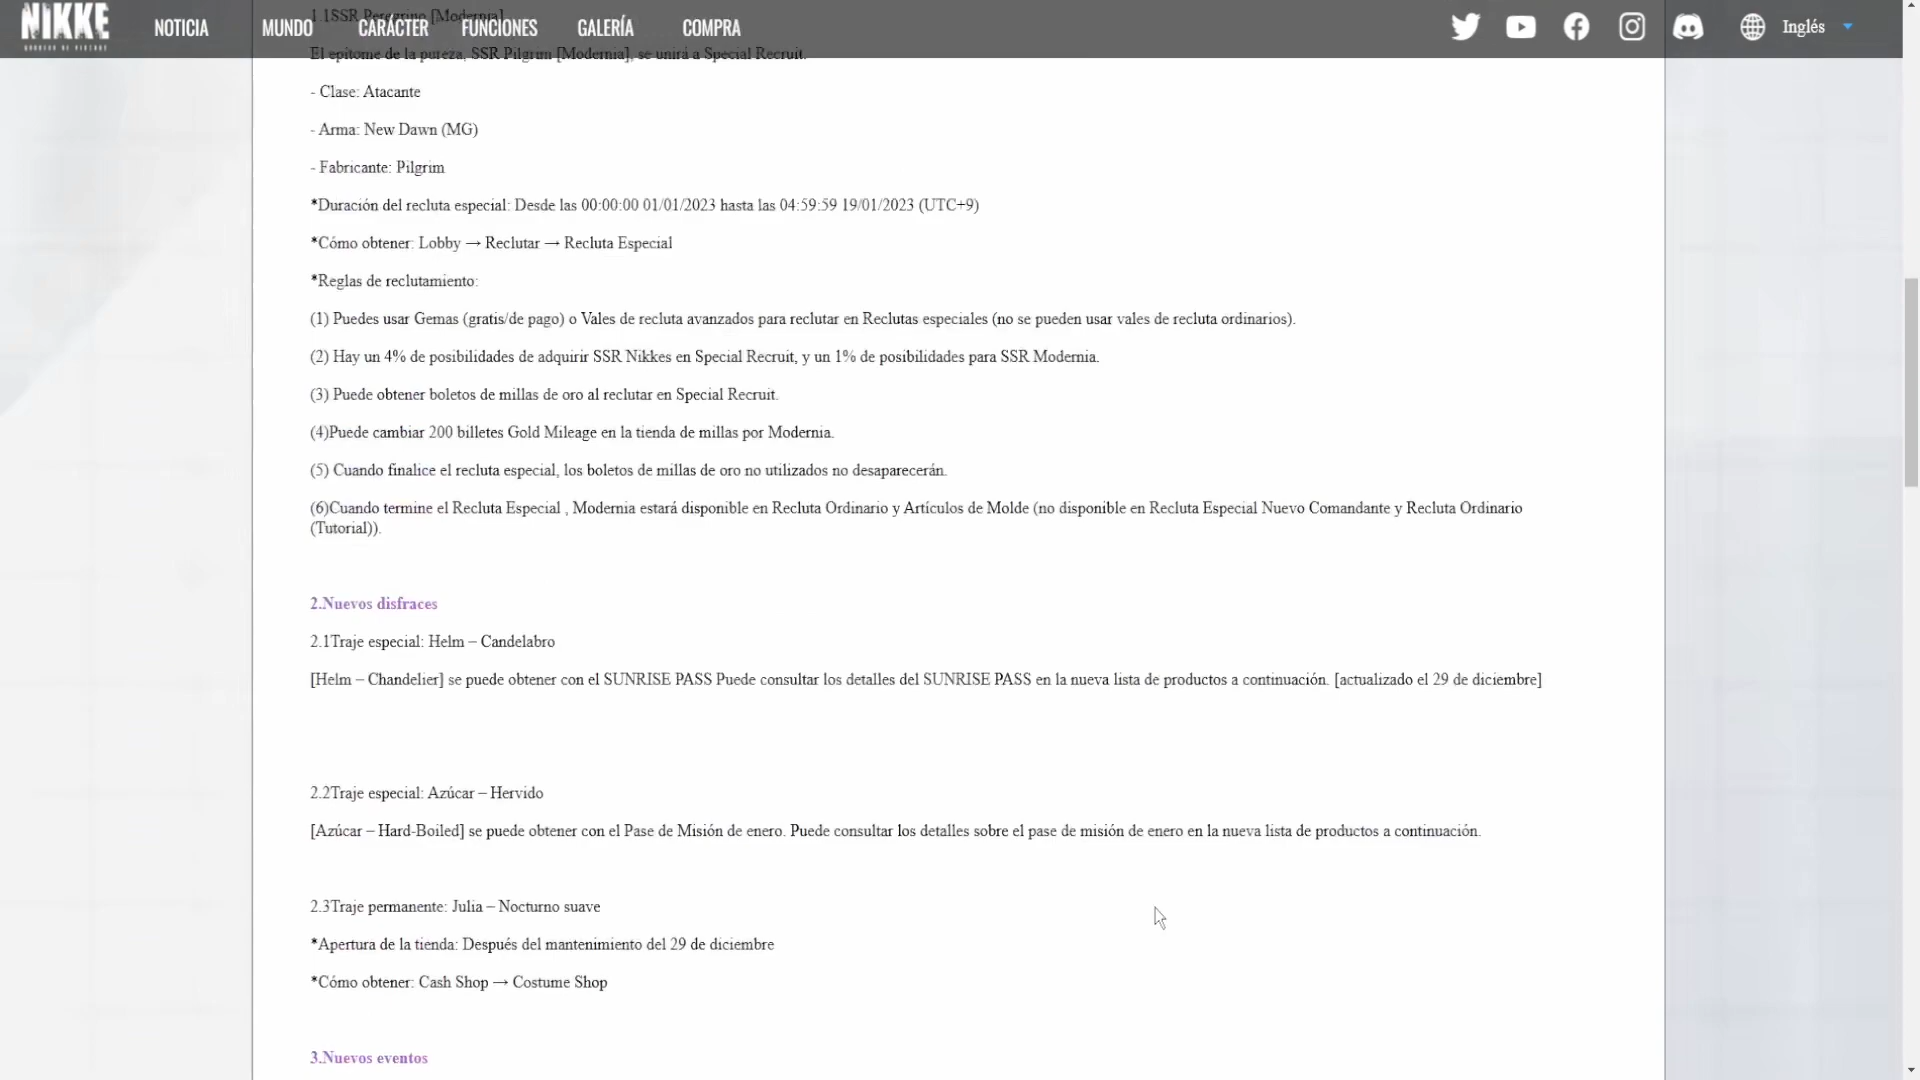 NIKKE
NOTICIA
MUNDO
CARÁCTER
FUNCIONES
GALERÍA
COMPRA
Inglés
1.1SSR Peregrino [Modernia]
El epítome de la pureza, SSR Pilgrim [Modernia], se unirá a Special Recruit.
- Clase: Atacante
- Arma: New Dawn (MG)
- Fabricante: Pilgrim
*Duración del recluta especial: Desde las 00:00:00 01/01/2023 hasta las 04:59:59 19/01/2023 (UTC+9)
*Cómo obtener: Lobby → Reclutar → Recluta Especial
*Reglas de reclutamiento:
(1) Puedes usar Gemas (gratis/de pago) o Vales de recluta avanzados para reclutar en Reclutas especiales (no se pueden usar vales de recluta ordinarios).
(2) Hay un 4% de posibilidades de adquirir SSR Nikkes en Special Recruit, y un 1% de posibilidades para SSR Modernia.
(3) Puede obtener boletos de millas de oro al reclutar en Special Recruit.
(4)Puede cambiar 200 billetes Gold Mileage en la tienda de millas por Modernia.
(5) Cuando finalice el recluta especial, los boletos de millas de oro no utilizados no desaparecerán.
(6)Cuando termine el Recluta Especial , Modernia estará disponible en Recluta Ordinario y Artículos de Molde (no disponible en Recluta Especial Nuevo Comandante y Recluta Ordinario
(Tutorial)).
2.Nuevos disfraces
2.1Traje especial: Helm – Candelabro
[Helm – Chandelier] se puede obtener con el SUNRISE PASS Puede consultar los detalles del SUNRISE PASS en la nueva lista de productos a continuación. [actualizado el 29 de diciembre]
2.2Traje especial: Azúcar – Hervido
[Azúcar – Hard-Boiled] se puede obtener con el Pase de Misión de enero. Puede consultar los detalles sobre el pase de misión de enero en la nueva lista de productos a continuación.
2.3Traje permanente: Julia – Nocturno suave
*Apertura de la tienda: Después del mantenimiento del 29 de diciembre
*Cómo obtener: Cash Shop → Costume Shop
3.Nuevos eventos